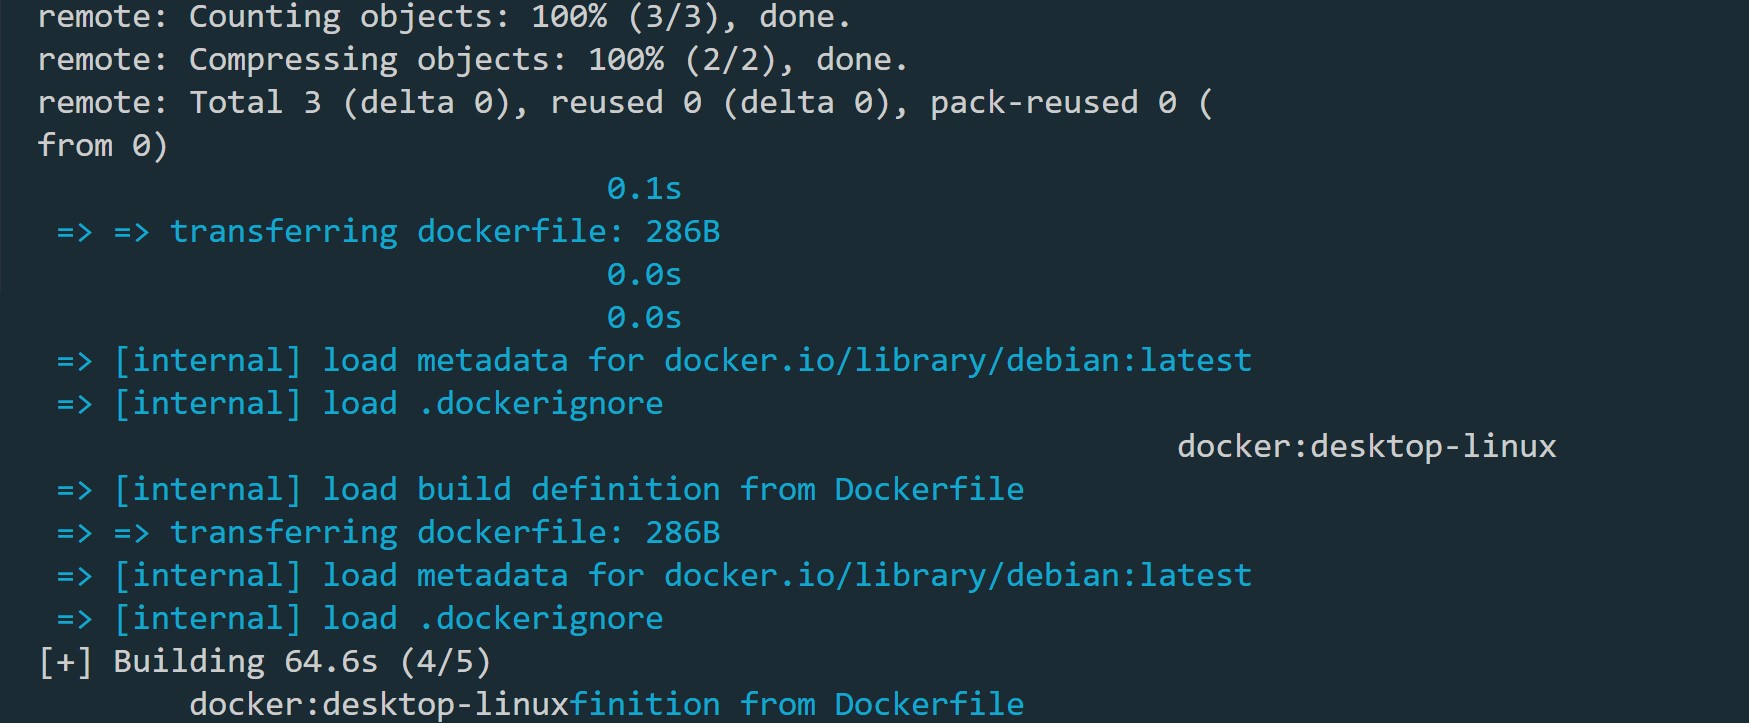 remote: Counting objects: 100% (3/3), done.
remote: Compressing objects: 100% (2/2), done.
remote: Total 3 (delta 0), reused 0 (delta 0), pack-reused 0 (
from 0)
0.1s
=> => transferring dockerfile: 286B
0.0s
0.0s
=> [internal] load metadata for docker.io/library/debian:latest
=> [internal] load .dockerignore
docker:desktop-linux
=> [internal] load build definition from Dockerfile
=> => transferring dockerfile: 286B
=> [internal] load metadata for docker.io/library/debian:latest
=> [internal] load .dockerignore
[+] Building 64.6s (4/5)
docker:desktop-linuxfinition from Dockerfile